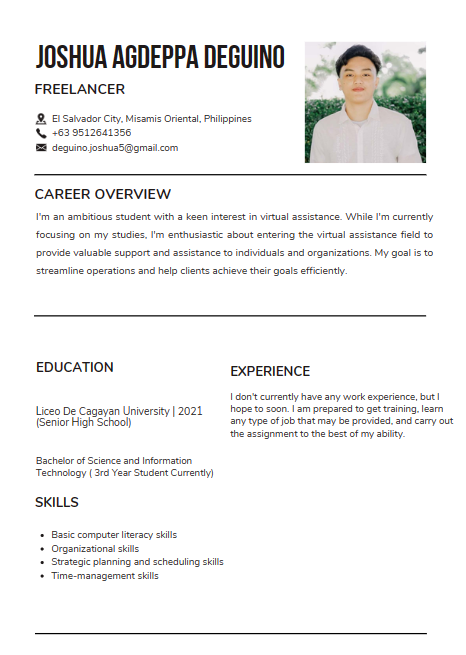 JOSHUA AGDEPPA DEGUINO
FREELANCER
El Salvador City, Misamis Oriental, Philippines
+63 9512641356
deguino.joshua5@gmail.com
CAREER OVERVIEW
I'm an ambitious student with a keen interest in virtual assistance. While I'm currently
focusing on my studies, I'm enthusiastic about entering the virtual assistance field to
provide valuable support and assistance to individuals and organizations. My goal is to
streamline operations and help clients achieve their goals efficiently.
EDUCATION
Liceo De Cagayan University | 2021
(Senior High School)
Bachelor of Science and Information
Technology ( 3rd Year Student Currently)
EXPERIENCE
I don't currently have any work experience, but I
hope to soon. I am prepared to get training, learn
any type of job that may be provided, and carry out
the assignment to the best of my ability.
SKILLS
• Basic computer literacy skills
• Organizational skills
• Strategic planning and scheduling skills
• Time-management skills